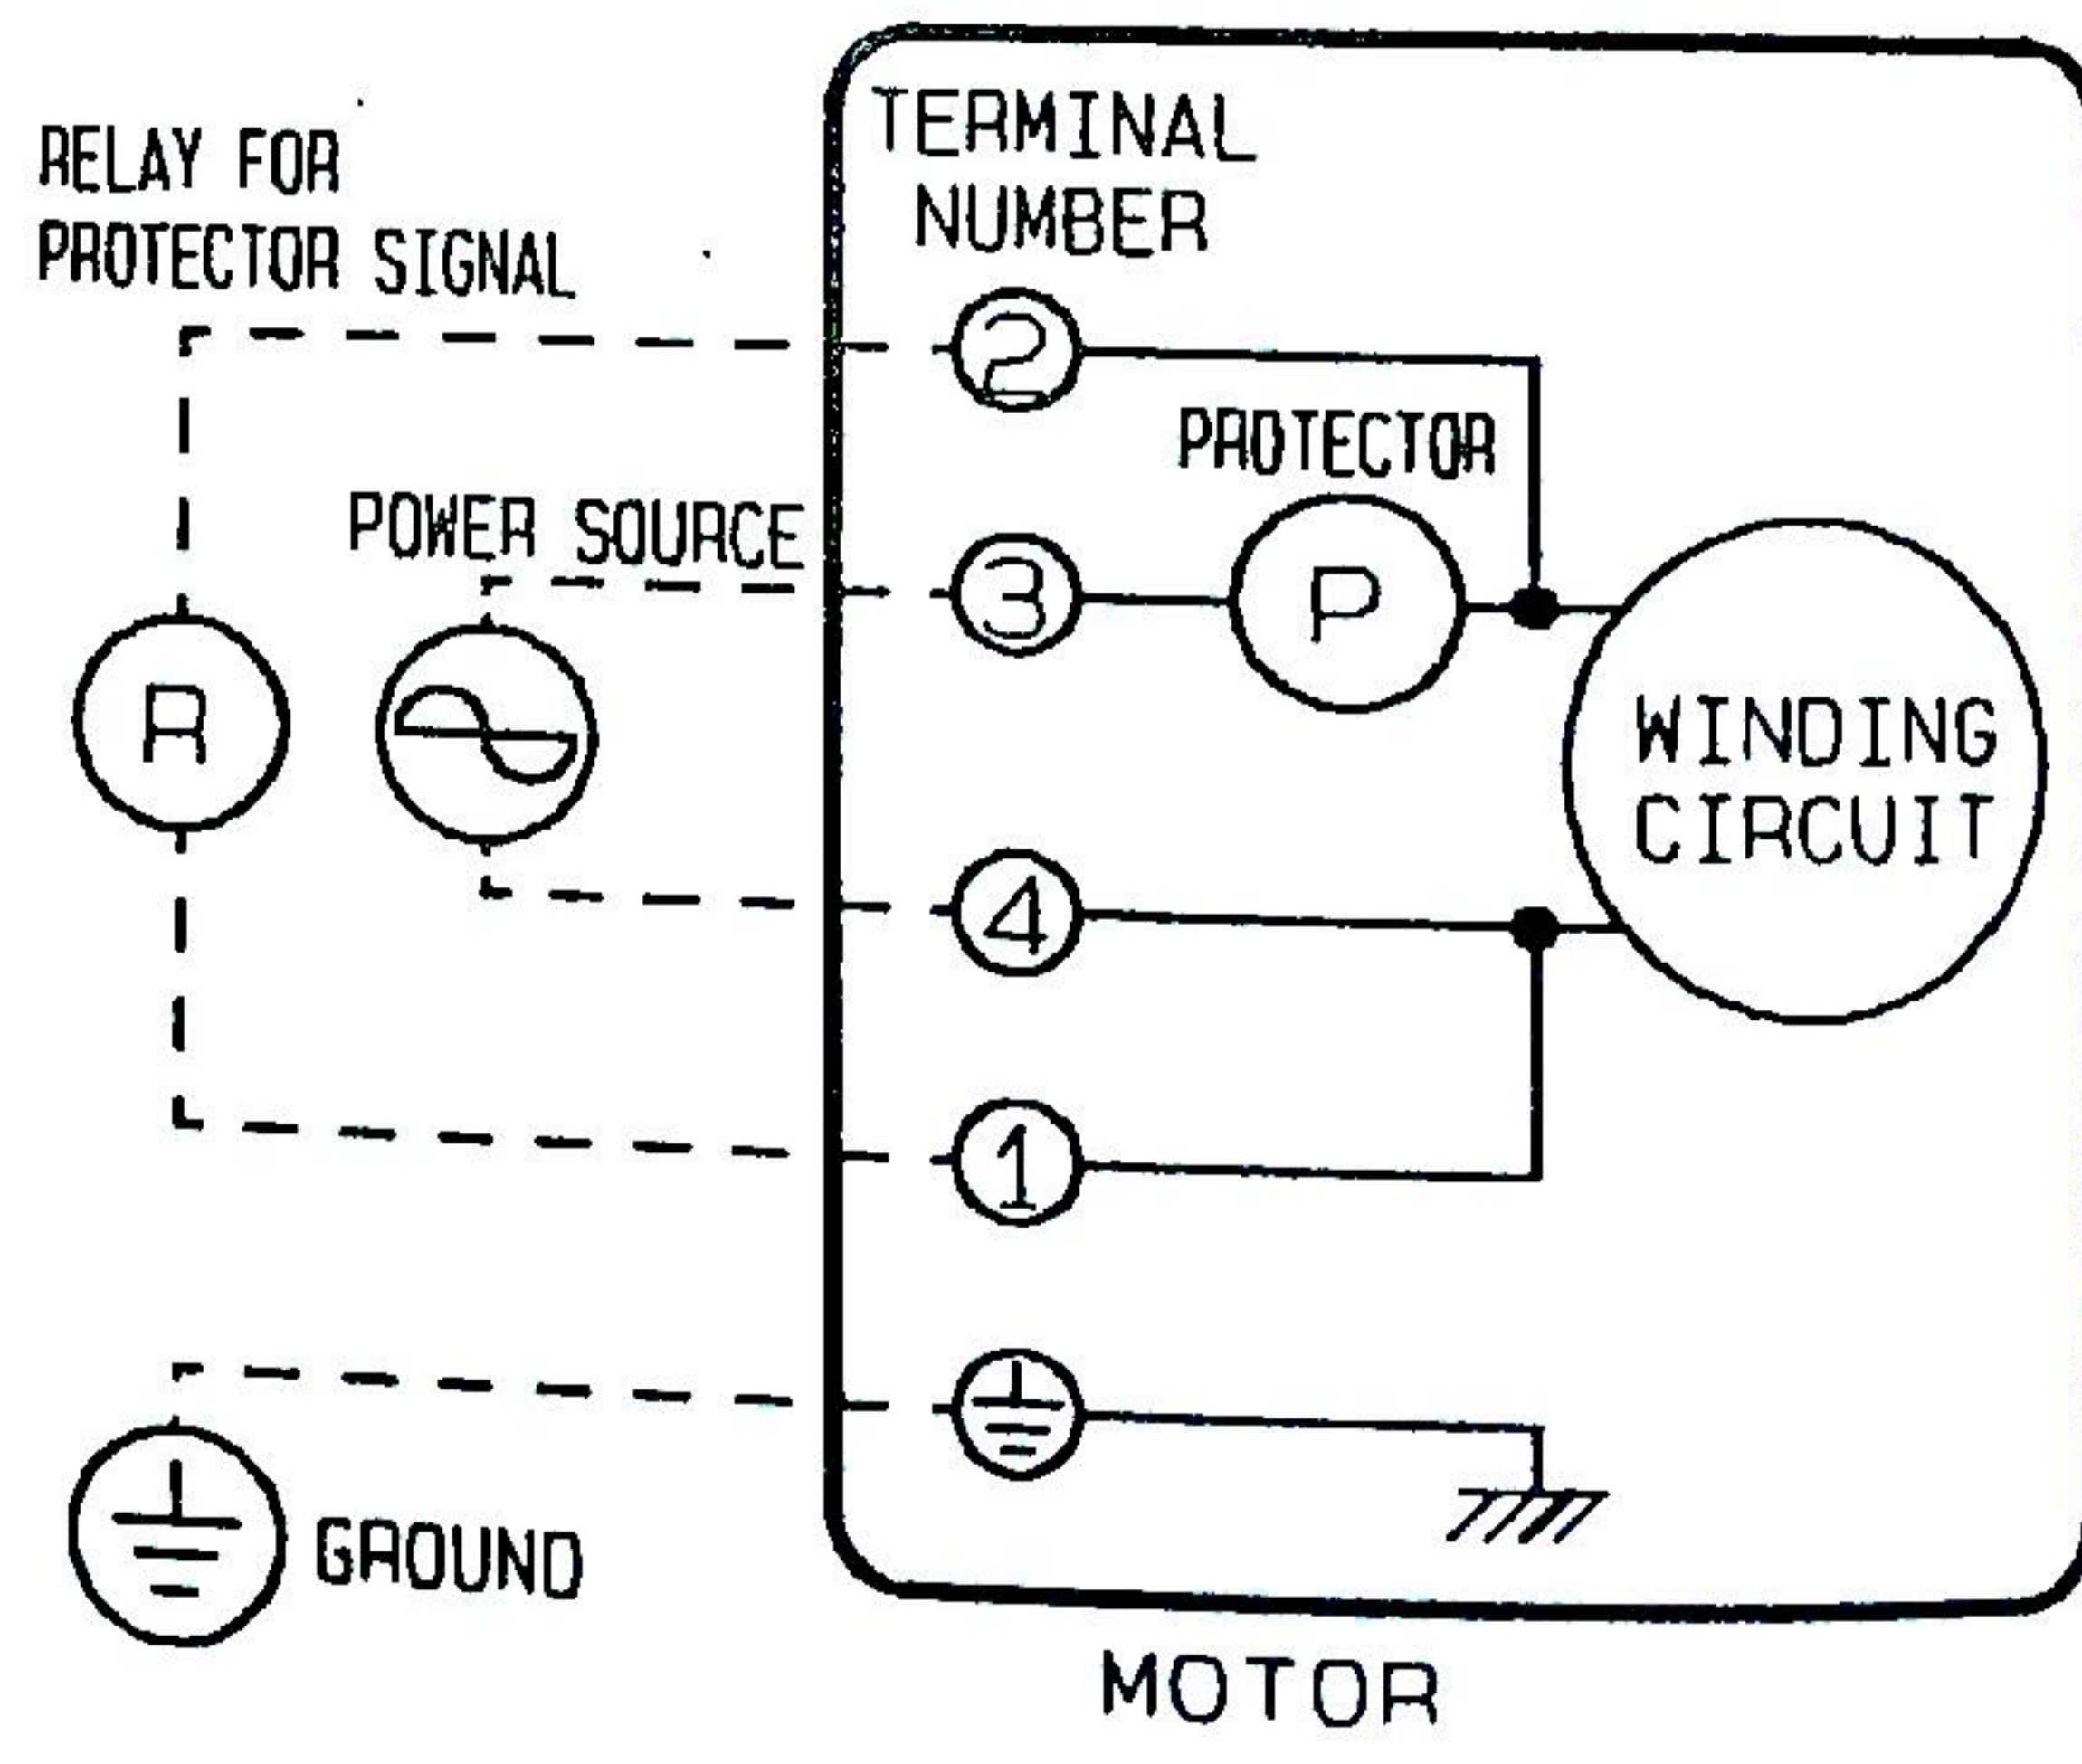 TERMINAL
NUMBER
RELAY FOR
PROTECTOR SIGNAL
2
PROTECTOR
POWER SOURCE
3
P
R
WINDING
CIRCUIT
4
1
GROUND
MOTOR